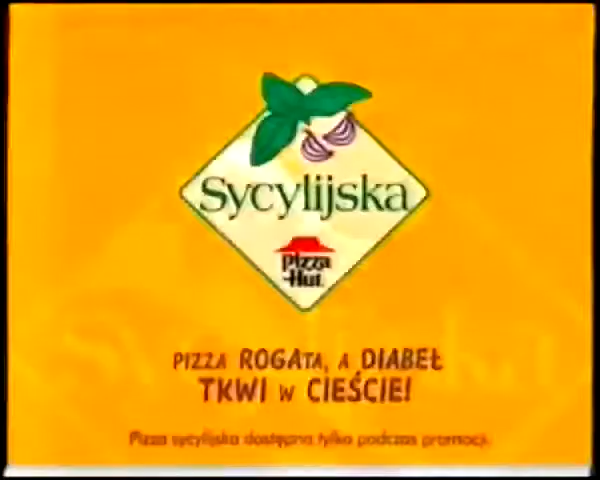 Sycylijska
Pizza
Hut
PIZZA ROGATA, A DIABEŁ
TKWI W CIEŚCIE!
Pizza sycylijska dostępna tylko podczas promocji.